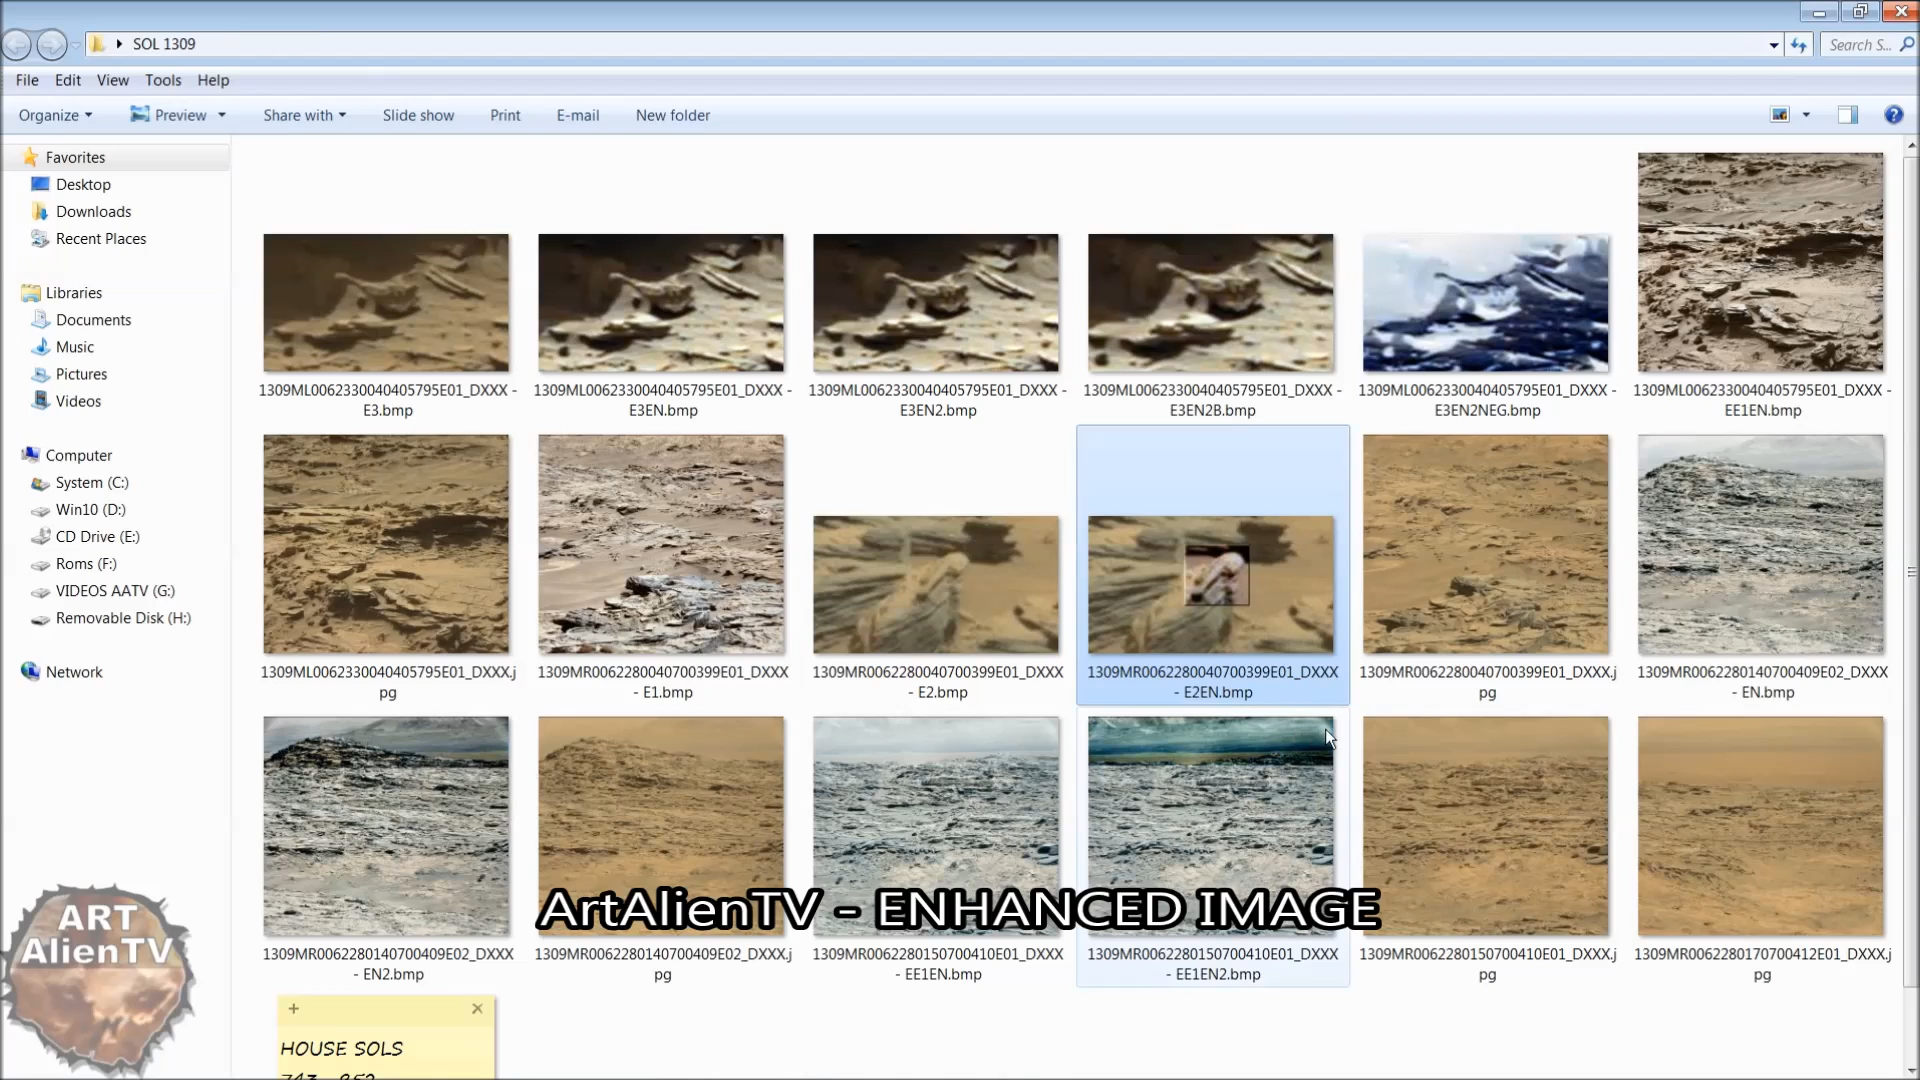 SOL 1309
Search S...
File Edit View Tools Help
Organize Preview Share with Slide show Print E-mail New folder
Favorites
Desktop
Downloads
Recent Places
Libraries
Documents
Music
Pictures
Videos
Computer
System (C:)
Win10 (D:)
CD Drive (E:)
Roms (F:)
VIDEOS AATV (G:)
Removable Disk (H:)
Network
1309ML0062330040405795E01_DXXX -
E3.bmp
1309ML0062330040405795E01_DXXX -
E3EN.bmp
1309ML0062330040405795E01_DXXX -
E3EN2.bmp
1309ML0062330040405795E01_DXXX -
E3EN2B.bmp
1309ML0062330040405795E01_DXXX -
E3EN2NEG.bmp
1309ML0062330040405795E01_DXXX -
EE1EN.bmp
1309ML0062330040405795E01_DXXX.j
pg
1309MR0062280040700399E01_DXXX
- E1.bmp
1309MR0062280040700399E01_DXXX
- E2.bmp
1309MR0062280040700399E01_DXXX
- E2EN.bmp
1309MR0062280040700399E01_DXXX.j
pg
1309MR0062280140700409E02_DXXX
- EN.bmp
1309MR0062280140700409E02_DXXX
- EN2.bmp
1309MR0062280140700409E02_DXXX.j
pg
1309MR0062280150700410E01_DXXX
- EE1EN.bmp
1309MR0062280150700410E01_DXXX
- EE1EN2.bmp
1309MR0062280150700410E01_DXXX.j
pg
1309MR0062280170700412E01_DXXX.j
pg
ArtAlienTV - ENHANCED IMAGE
ART
AlienTV
HOUSE SOLS